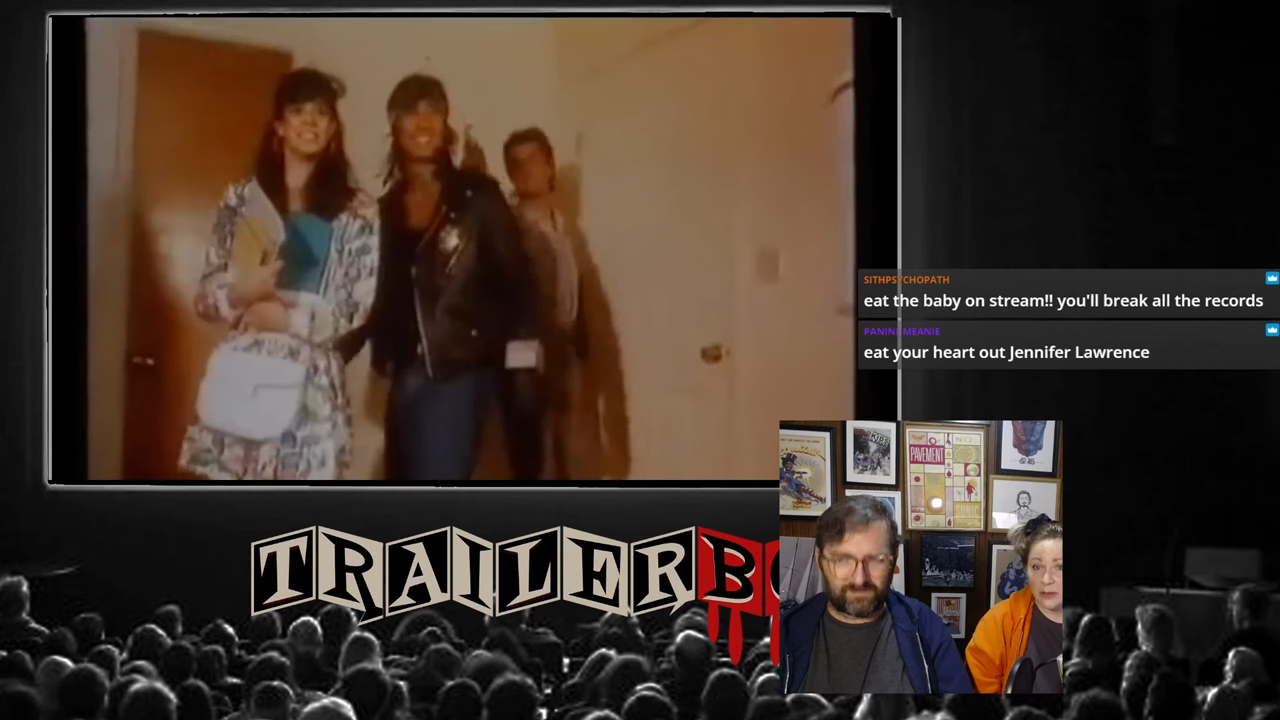 SITHPSYCHOPATH
eat the baby on stream!! you'll break all the records
PANINI MEANIE
eat your heart out Jennifer Lawrence
PAVEMENT
TRAILERB